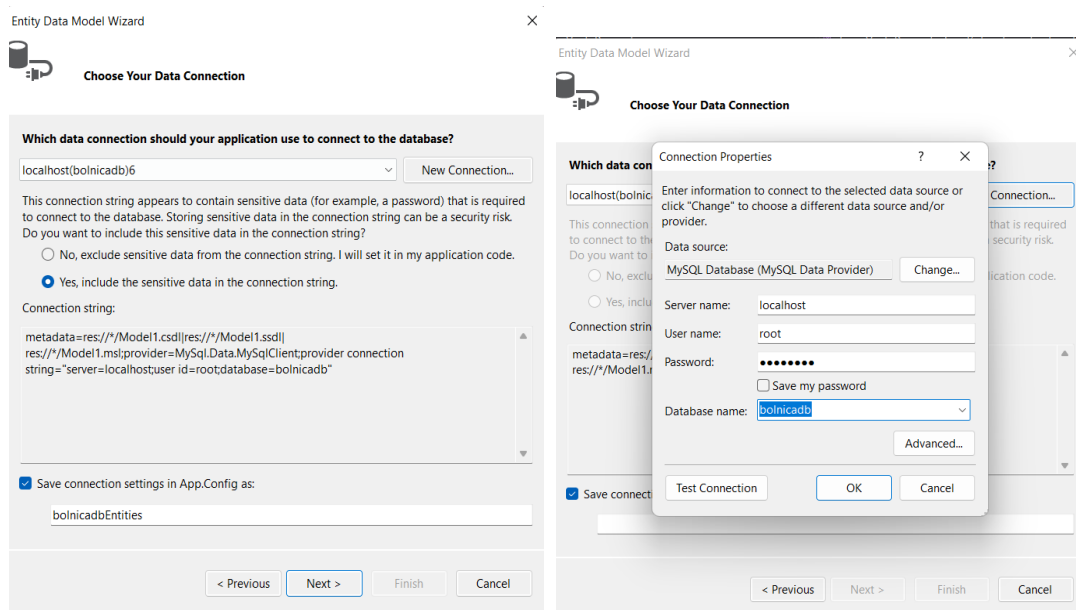 Entity Data Model Wizard
Choose Your Data Connection
Which data connection should your application use to connect to the database?
localhost(bolnicadb)6
New Connection...
This connection string appears to contain sensitive data (for example, a password) that is required
to connect to the database. Storing sensitive data in the connection string can be a security risk.
Do you want to include this sensitive data in the connection string?
No, exclude sensitive data from the connection string. I will set it in my application code.
Yes, include the sensitive data in the connection string.
Connection string:
metadata=res://*/Model1.csdl|res://*/Model1.ssdl|
res://*/Model1.msl;provider=MySql.Data.MySqlClient;provider connection
string="server=localhost;user id=root;database=bolnicadb"
Save connection settings in App.Config as:
bolnicadbEntities
< Previous
Next >
Finish
Cancel
Entity Data Model Wizard
Choose Your Data Connection
Which data con
e?
localhost(bolnic
Connection...
This connection
that is required
to connect to the
security risk.
Do you want to
No, exclu
lication code.
Yes, inclu
Connection strin
metadata=res:/
res://*/Model1.m
Save connect
< Previous
Next >
Finish
Cancel
Connection Properties
?
Enter information to connect to the selected data source or
click "Change" to choose a different data source and/or
provider.
Data source:
MySQL Database (MySQL Data Provider)
Change...
Server name:
localhost
User name:
root
Password:
●●●●●●●●
Save my password
Database name:
bolnicadb
Advanced...
Test Connection
OK
Cancel